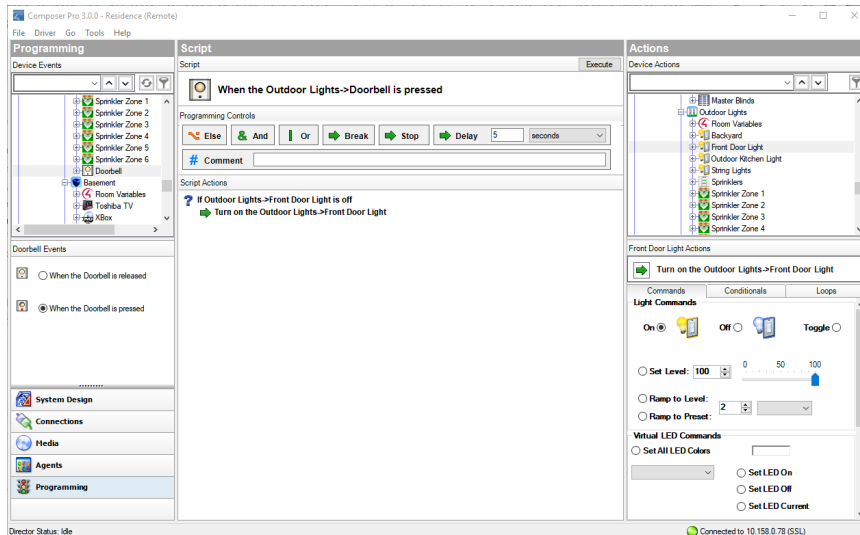 Composer Pro 3.0.0 - Residence (Remote)
File Driver Go Tools Help
Programming
Device Events
Sprinkler Zone 1
Sprinkler Zone 2
Sprinkler Zone 3
Sprinkler Zone 4
Sprinkler Zone 5
Sprinkler Zone 6
Doorbell
Basement
Room Variables
Toshiba TV
XBox
Doorbell Events
When the Doorbell is released
When the Doorbell is pressed
System Design
Connections
Media
Agents
Programming
Script
Script Execute
When the Outdoor Lights->Doorbell is pressed
Programming Controls
Else & And Or Break Stop Delay 5 seconds
# Comment
Script Actions
? If Outdoor Lights->Front Door Light is off
Turn on the Outdoor Lights->Front Door Light
Actions
Device Actions
Master Blinds
Outdoor Lights
Room Variables
Backyard
Front Door Light
Outdoor Kitchen Light
String Lights
Sprinklers
Sprinkler Zone 1
Sprinkler Zone 2
Sprinkler Zone 3
Sprinkler Zone 4
Front Door Light Actions
Turn on the Outdoor Lights->Front Door Light
Commands Conditionals Loops
Light Commands
On Off Toggle
0 50 100
Set Level: 100
Ramp to Level:
2
Ramp to Preset:
Virtual LED Commands
Set All LED Colors
Set LED On
Set LED Off
Set LED Current
Director Status: Idle
Connected to 10.158.0.78 (SSL)